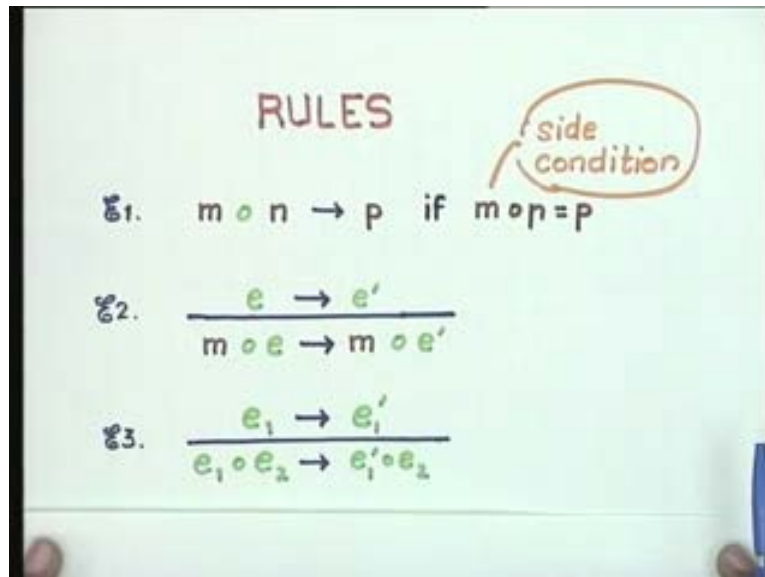 RULES
side
condition
ℰ1. m o n → p if m o n = p
ℰ2. e → e′
m o e → m o e′
ℰ3. e₁ → e₁′
e₁ o e₂ → e₁′ o e₂